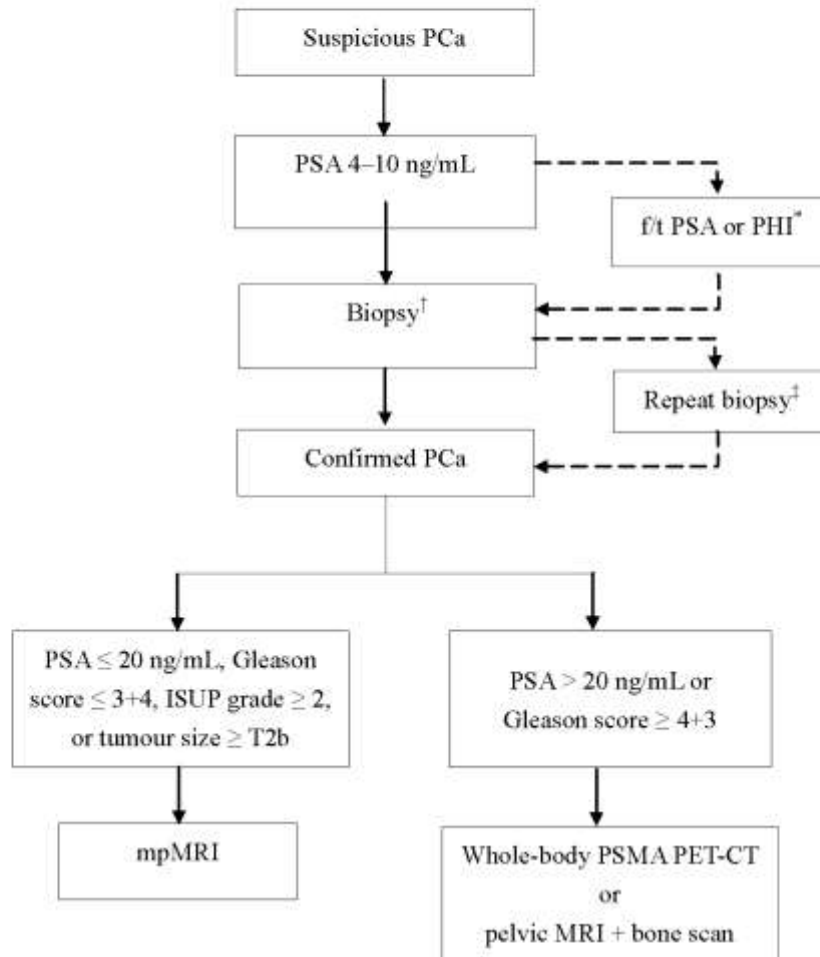 Suspicious PCa
PSA 4–10 ng/mL
f/t PSA or PHI*
Biopsy†
Repeat biopsy‡
Confirmed PCa
PSA ≤ 20 ng/mL, Gleason
score ≤ 3+4, ISUP grade ≥ 2,
or tumour size ≥ T2b
PSA > 20 ng/mL or
Gleason score ≥ 4+3
mpMRI
Whole-body PSMA PET-CT
or
pelvic MRI + bone scan